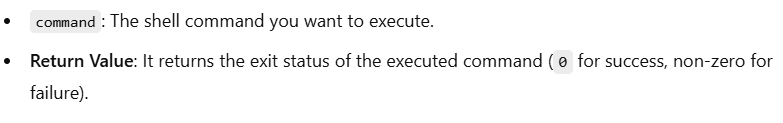 • command: The shell command you want to execute.
• Return Value: It returns the exit status of the executed command (0 for success, non-zero for
failure).